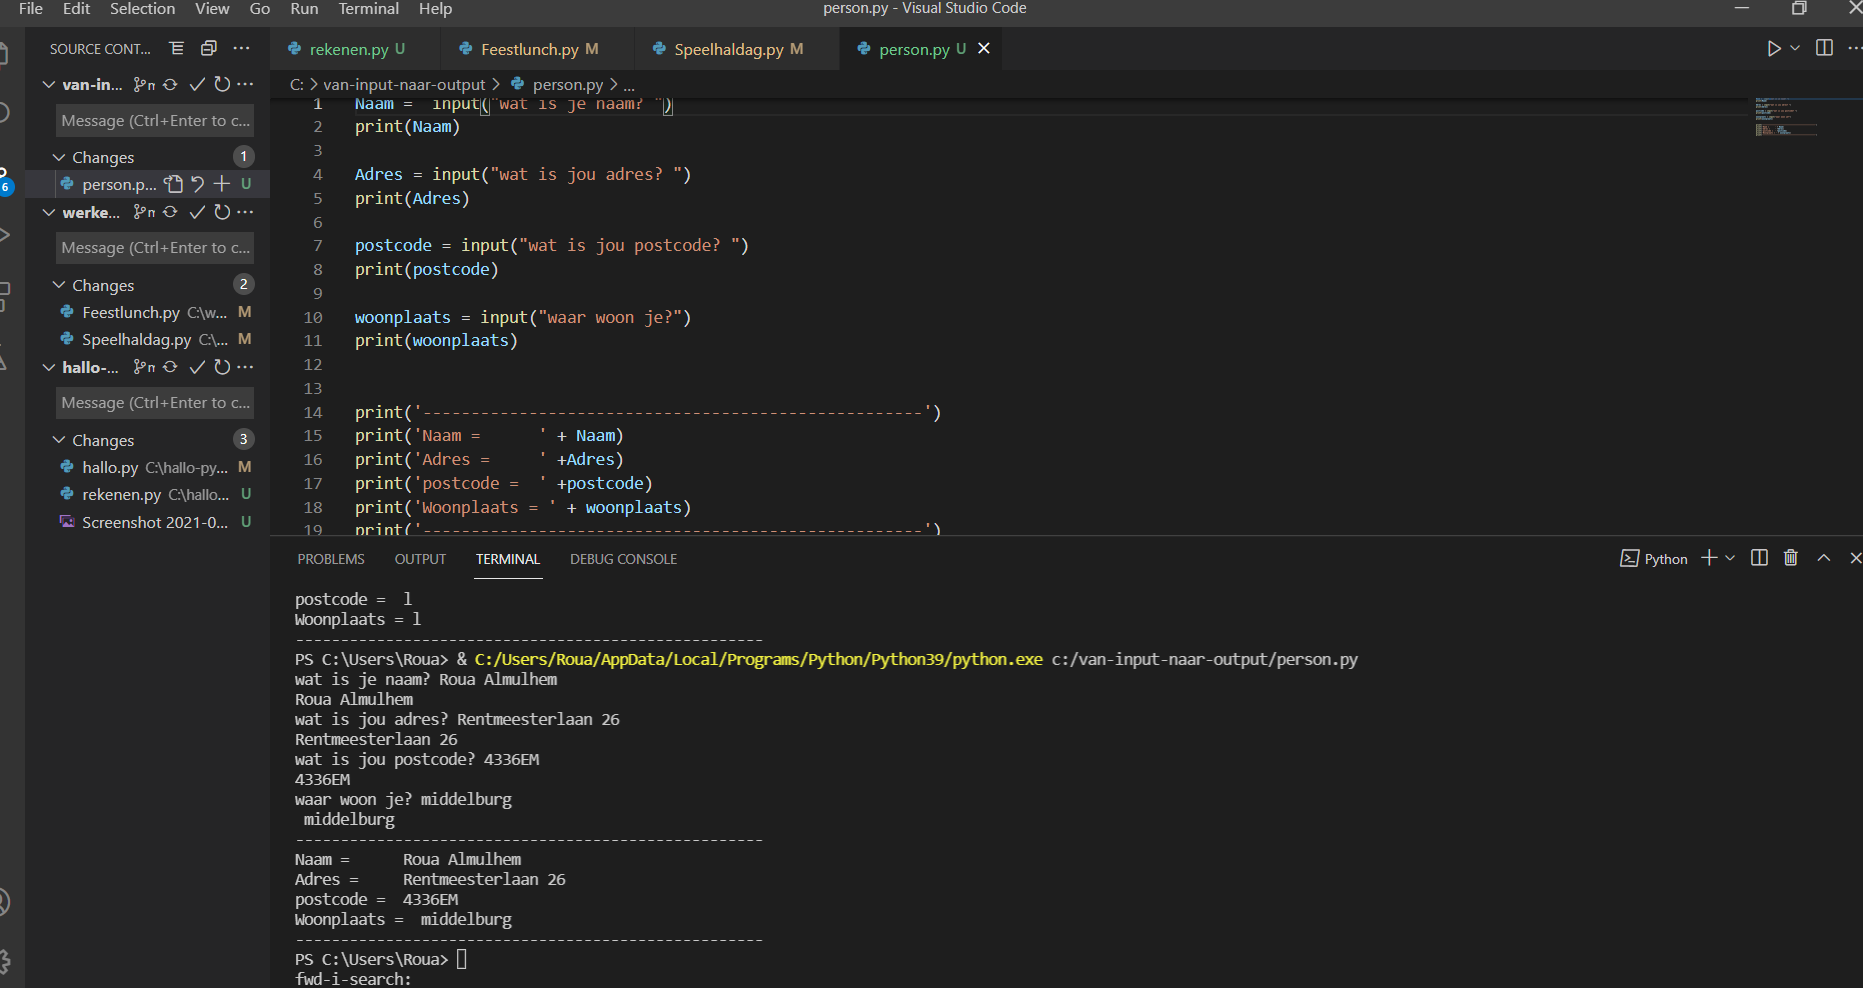 File Edit Selection View Go Run Terminal Help person.py - Visual Studio Code
SOURCE CONT...
van-in...
Message (Ctrl+Enter to c...
Changes 1
person.p... U
werke...
Message (Ctrl+Enter to c...
Changes 2
Feestlunch.py C:\w... M
Speelhaldag.py C:\... M
hallo-...
Message (Ctrl+Enter to c...
Changes 3
hallo.py C:\hallo-py... M
rekenen.py C:\hallo... U
Screenshot 2021-0... U
6
rekenen.py U Feestlunch.py M Speelhaldag.py M person.py U
C: > van-input-naar-output > person.py > ...
1 Naam =  input("wat is je naam? ")
2 print(Naam)
3
4 Adres = input("wat is jou adres? ")
5 print(Adres)
6
7 postcode = input("wat is jou postcode? ")
8 print(postcode)
9
10 woonplaats = input("waar woon je?")
11 print(woonplaats)
12
13
14 print('----------------------------------------------------')
15 print('Naam =      ' + Naam)
16 print('Adres =     ' +Adres)
17 print('postcode =  ' +postcode)
18 print('Woonplaats = ' + woonplaats)
19 print('----------------------------------------------------')
PROBLEMS OUTPUT TERMINAL DEBUG CONSOLE Python
postcode =  l
Woonplaats = l
----------------------------------------------------
PS C:\Users\Roua> & C:/Users/Roua/AppData/Local/Programs/Python/Python39/python.exe c:/van-input-naar-output/person.py
wat is je naam? Roua Almulhem
Roua Almulhem
wat is jou adres? Rentmeesterlaan 26
Rentmeesterlaan 26
wat is jou postcode? 4336EM
4336EM
waar woon je? middelburg
 middelburg
----------------------------------------------------
Naam =      Roua Almulhem
Adres =     Rentmeesterlaan 26
postcode =  4336EM
Woonplaats =  middelburg
----------------------------------------------------
PS C:\Users\Roua>
fwd-i-search: